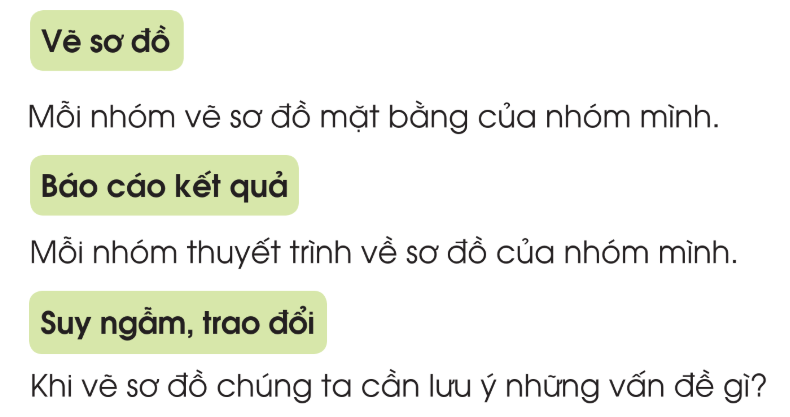 Vẽ sơ đồ
Mỗi nhóm vẽ sơ đồ mặt bằng của nhóm mình.
Báo cáo kết quả
Mỗi nhóm thuyết trình về sơ đồ của nhóm mình.
Suy ngẫm, trao đổi
Khi vẽ sơ đồ chúng ta cần lưu ý những vấn đề gì?